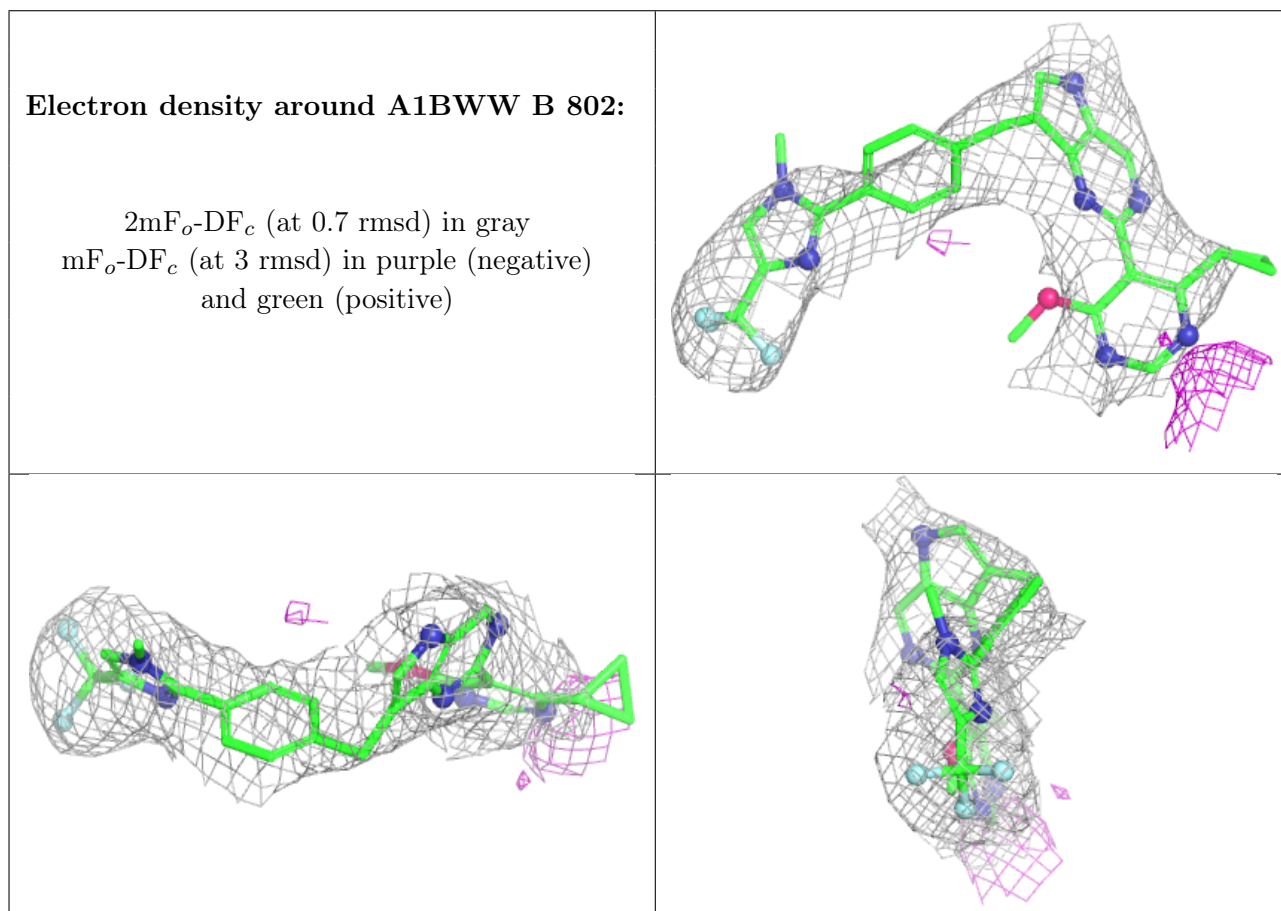 Electron density around A1BWW B 802:
2mFo-DFc (at 0.7 rmsd) in gray
mFo-DFc (at 3 rmsd) in purple (negative)
and green (positive)